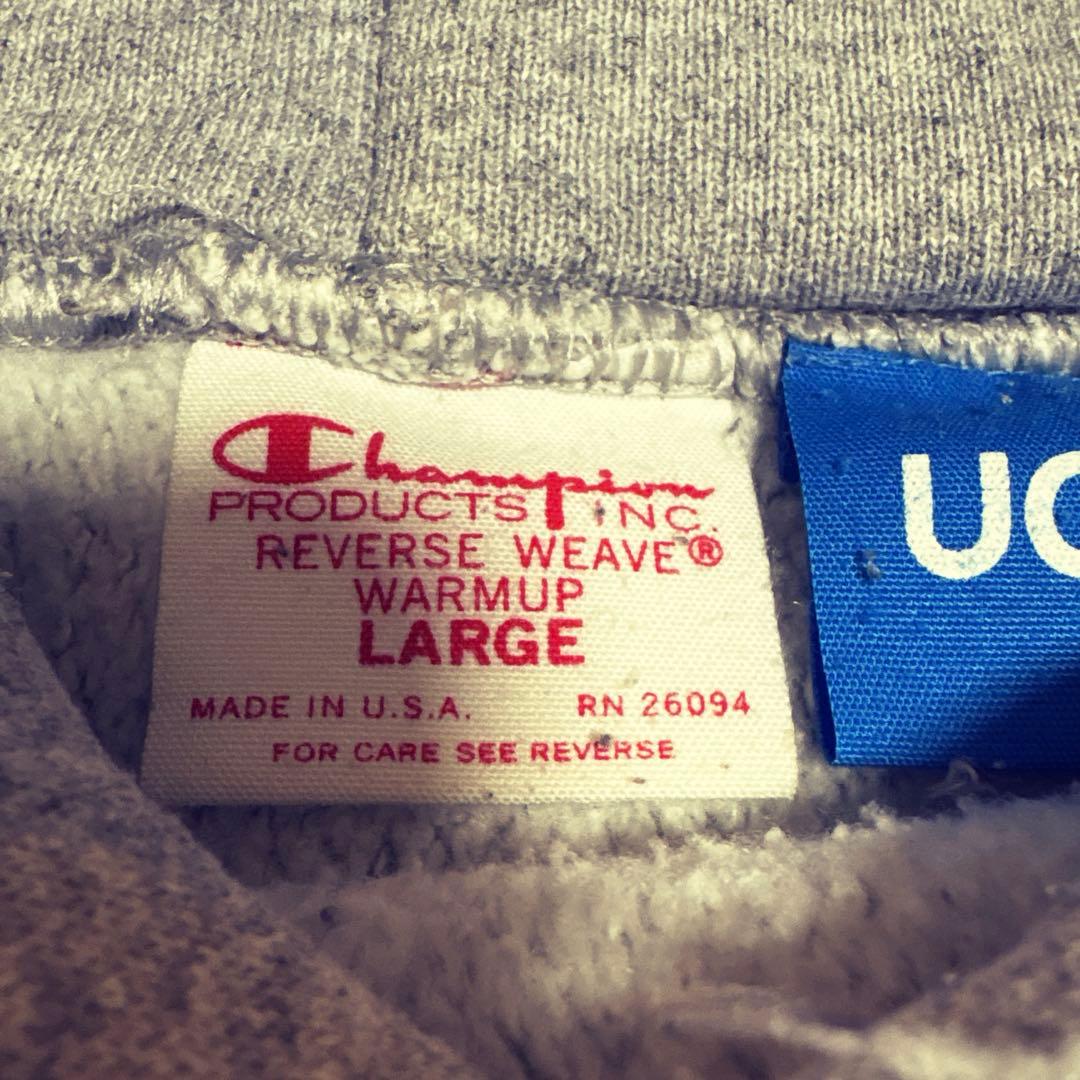 Champion
PRODUCTS INC.
REVERSE WEAVE®
WARMUP
LARGE
MADE IN U.S.A. RN 26094
FOR CARE SEE REVERSE
UC